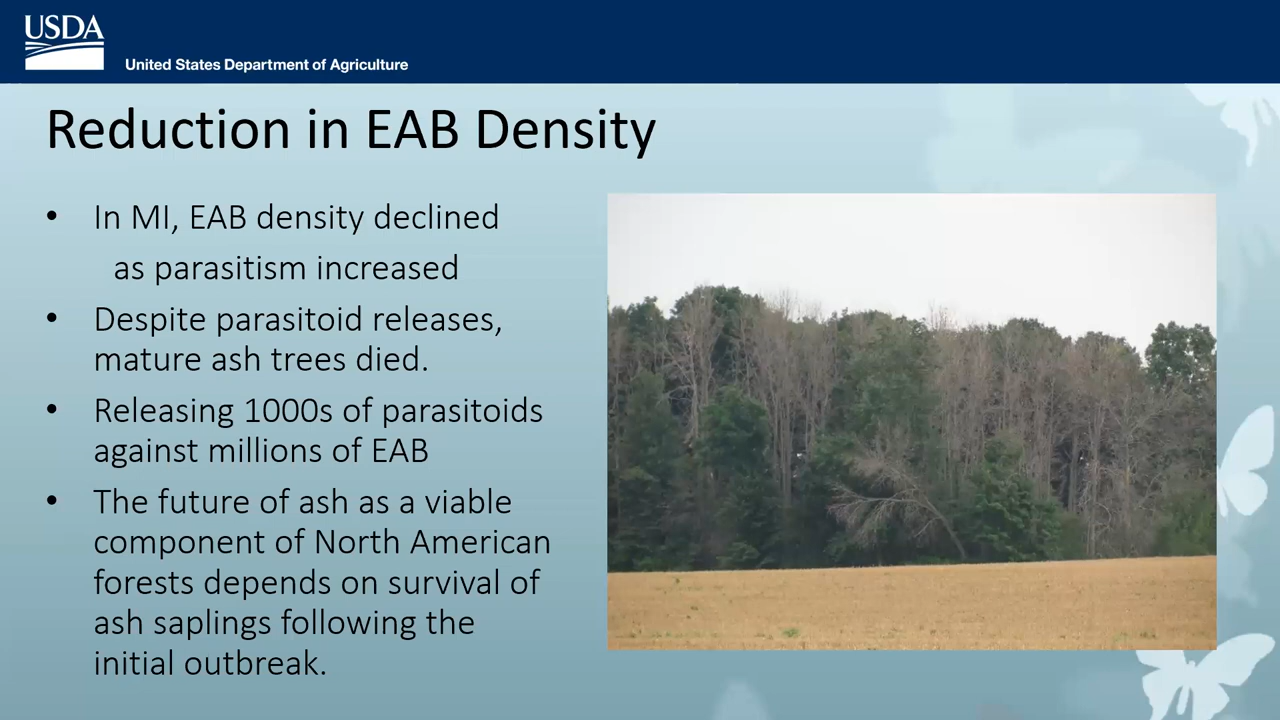 USDA
United States Department of Agriculture
Reduction in EAB Density
• In MI, EAB density declined
as parasitism increased
• Despite parasitoid releases,
mature ash trees died.
• Releasing 1000s of parasitoids
against millions of EAB
• The future of ash as a viable
component of North American
forests depends on survival of
ash saplings following the
initial outbreak.